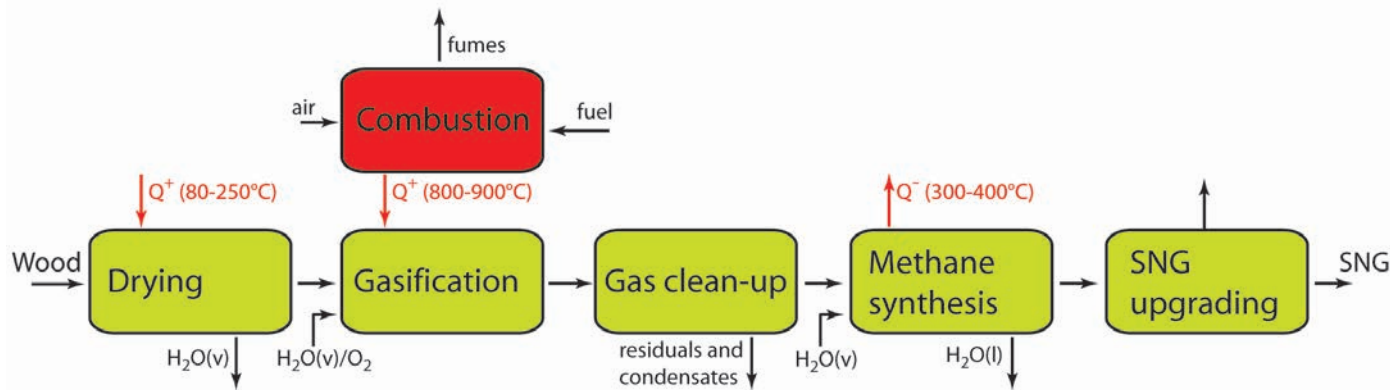 fumes
air
Combustion
fuel
Q⁺ (80-250°C)
Q⁺ (800-900°C)
Q⁻ (300-400°C)
Wood
Drying
Gasification
Gas clean-up
Methane
synthesis
SNG
upgrading
SNG
H₂O(v)
H₂O(v)/O₂
residuals and
condensates
H₂O(v)
H₂O(l)